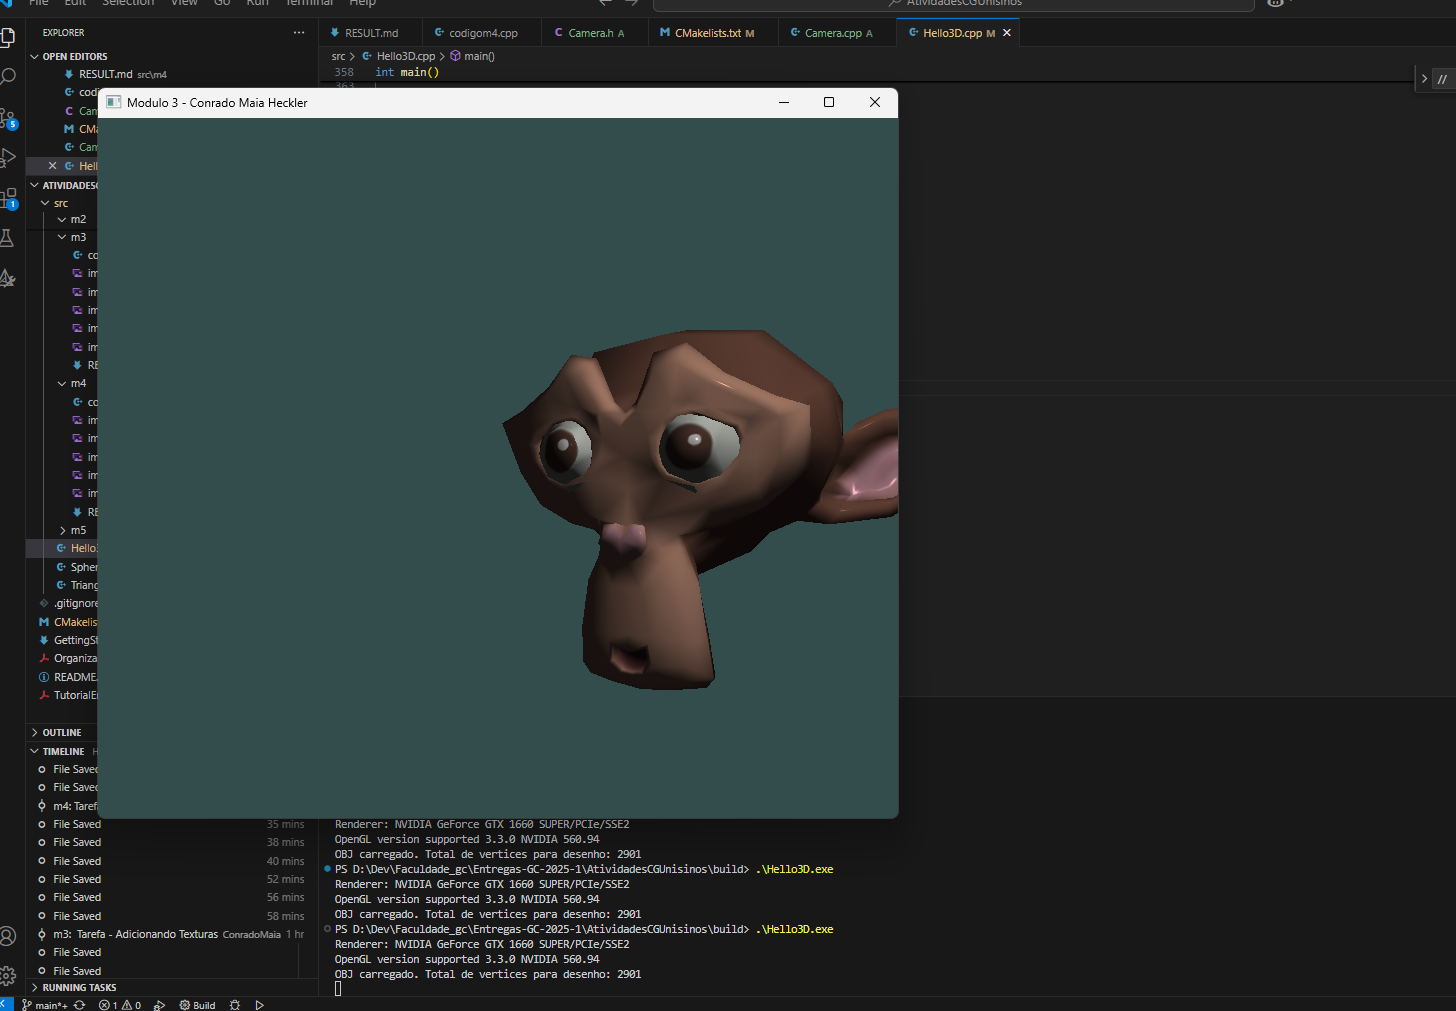 File Edit Selection View Go Run Terminal Help
AtividadesCGUnisinos
EXPLORER
OPEN EDITORS
RESULT.md src\m4
codi
Cam
CMa
Cam
Hell
ATIVIDADESC
src
m2
m3
co
im
im
im
im
im
RE
m4
co
im
im
im
im
im
RE
m5
Hello3
Spher
Triang
.gitignore
CMakelis
GettingSt
Organiza
README.
TutorialEn
OUTLINE
TIMELINE H
File Saved
File Saved
m4: Taref
File Saved 35 mins
File Saved 38 mins
File Saved 40 mins
File Saved 52 mins
File Saved 56 mins
File Saved 58 mins
m3: Tarefa - Adicionando Texturas ConradoMaia 1 hr
File Saved
File Saved
RUNNING TASKS
main*+ 1 0 Build
5
1
RESULT.md codigom4.cpp Camera.h A CMakelists.txt M Camera.cpp A Hello3D.cpp M
src > Hello3D.cpp > main()
358 int main()
363
//
Modulo 3 - Conrado Maia Heckler
Renderer: NVIDIA GeForce GTX 1660 SUPER/PCIe/SSE2
OpenGL version supported 3.3.0 NVIDIA 560.94
OBJ carregado. Total de vertices para desenho: 2901
PS D:\Dev\Faculdade_gc\Entregas-GC-2025-1\AtividadesCGUnisinos\build> .\Hello3D.exe
Renderer: NVIDIA GeForce GTX 1660 SUPER/PCIe/SSE2
OpenGL version supported 3.3.0 NVIDIA 560.94
OBJ carregado. Total de vertices para desenho: 2901
PS D:\Dev\Faculdade_gc\Entregas-GC-2025-1\AtividadesCGUnisinos\build> .\Hello3D.exe
Renderer: NVIDIA GeForce GTX 1660 SUPER/PCIe/SSE2
OpenGL version supported 3.3.0 NVIDIA 560.94
OBJ carregado. Total de vertices para desenho: 2901